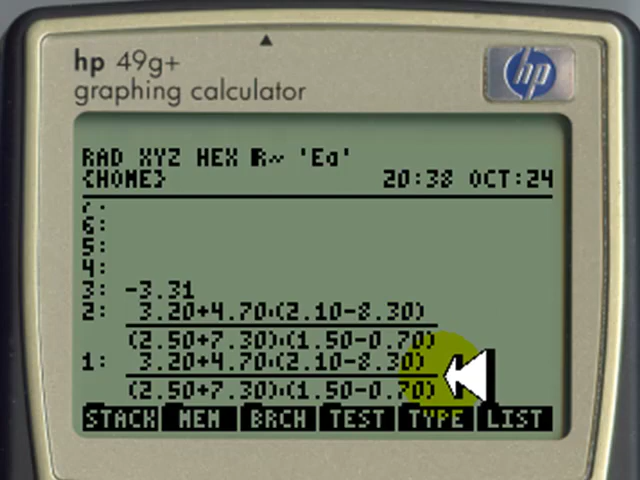 hp 49g+
graphing calculator
hp
RAD XYZ HEX R~ 'Eq'
{HOME}
20:38 OCT:24
7:
6:
5:
4:
3: -3.31
2: 3.20+4.70·(2.10-8.30)
(2.50+7.30)·(1.50-0.70)
1: 3.20+4.70·(2.10-8.30)
(2.50+7.30)·(1.50-0.70)
STACK MEM BRCH TEST TYPE LIST